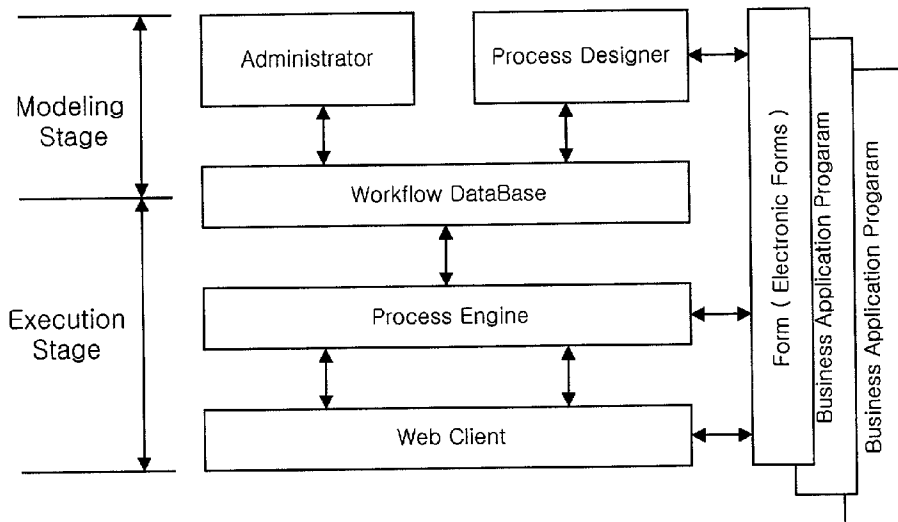 Administrator
Process Designer
Modeling
Stage
Workflow DataBase
Execution
Stage
Process Engine
Web Client
Form ( Electronic Forms )
Business Application Progaram
Business Application Progaram